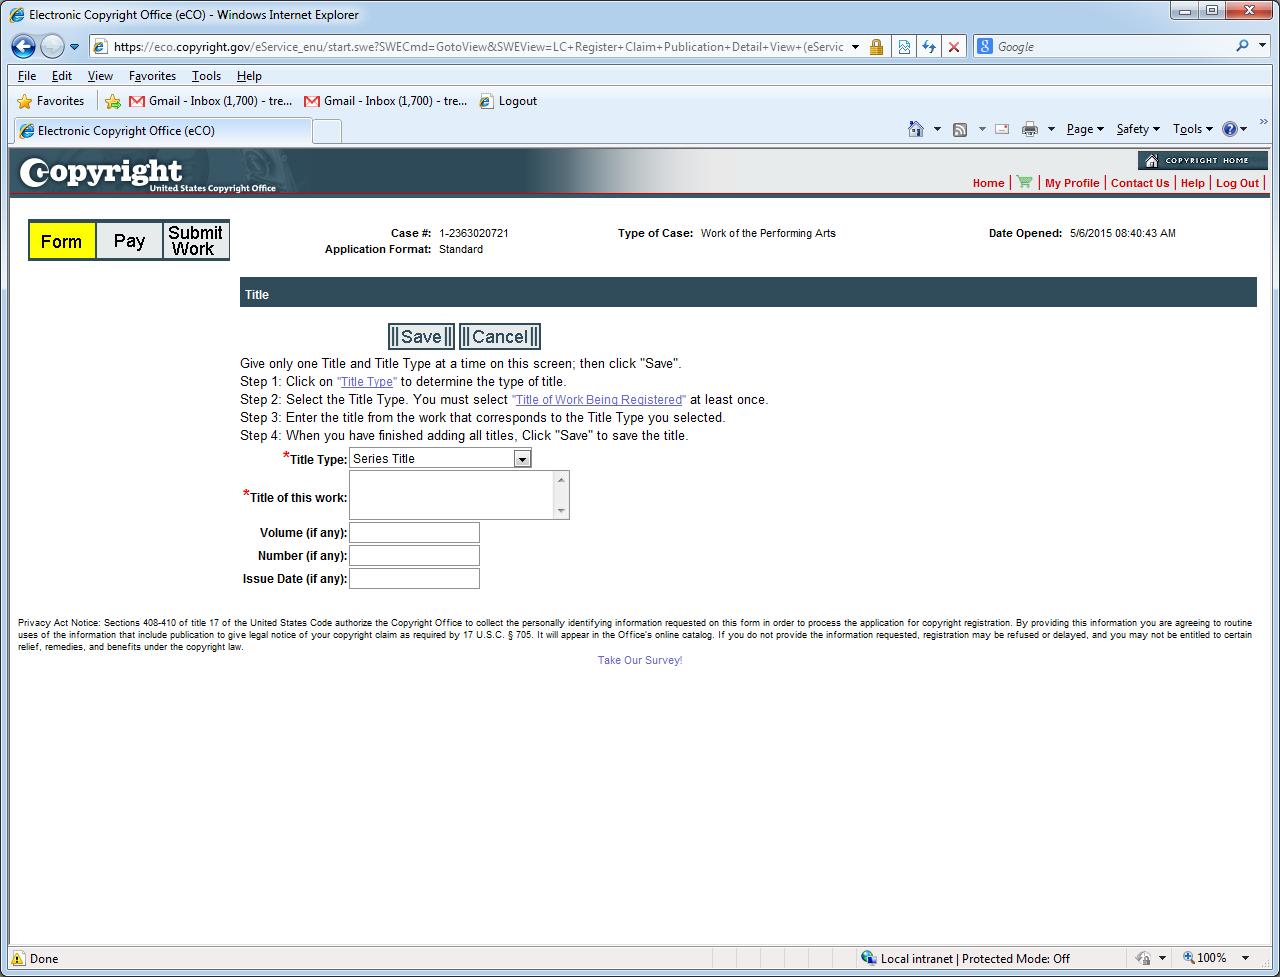 Electronic Copyright Office (eCO) - Windows Internet Explorer
https://eco.copyright.gov/eService_enu/start.swe?SWECmd=GotoView&SWEView=LC+Register+Claim+Publication+Detail+View+(eServic
Google
File Edit View Favorites Tools Help
Favorites Gmail - Inbox (1,700) - tre... Gmail - Inbox (1,700) - tre... Logout
Electronic Copyright Office (eCO)
Page Safety Tools
Copyright
United States Copyright Office
COPYRIGHT HOME
Home | My Profile | Contact Us | Help | Log Out |
Form Pay Submit Work
Case #: 1-2363020721 Type of Case: Work of the Performing Arts Date Opened: 5/6/2015 08:40:43 AM
Application Format: Standard
Title
||Save|| ||Cancel||
Give only one Title and Title Type at a time on this screen; then click "Save".
Step 1: Click on "Title Type" to determine the type of title.
Step 2: Select the Title Type. You must select "Title of Work Being Registered" at least once.
Step 3: Enter the title from the work that corresponds to the Title Type you selected.
Step 4: When you have finished adding all titles, Click "Save" to save the title.
*Title Type: Series Title
*Title of this work:
Volume (if any):
Number (if any):
Issue Date (if any):
Privacy Act Notice: Sections 408-410 of title 17 of the United States Code authorize the Copyright Office to collect the personally identifying information requested on this form in order to process the application for copyright registration. By providing this information you are agreeing to routine
uses of the information that include publication to give legal notice of your copyright claim as required by 17 U.S.C. § 705. It will appear in the Office's online catalog. If you do not provide the information requested, registration may be refused or delayed, and you may not be entitled to certain
relief, remedies, and benefits under the copyright law.
Take Our Survey!
Done Local intranet | Protected Mode: Off 100%